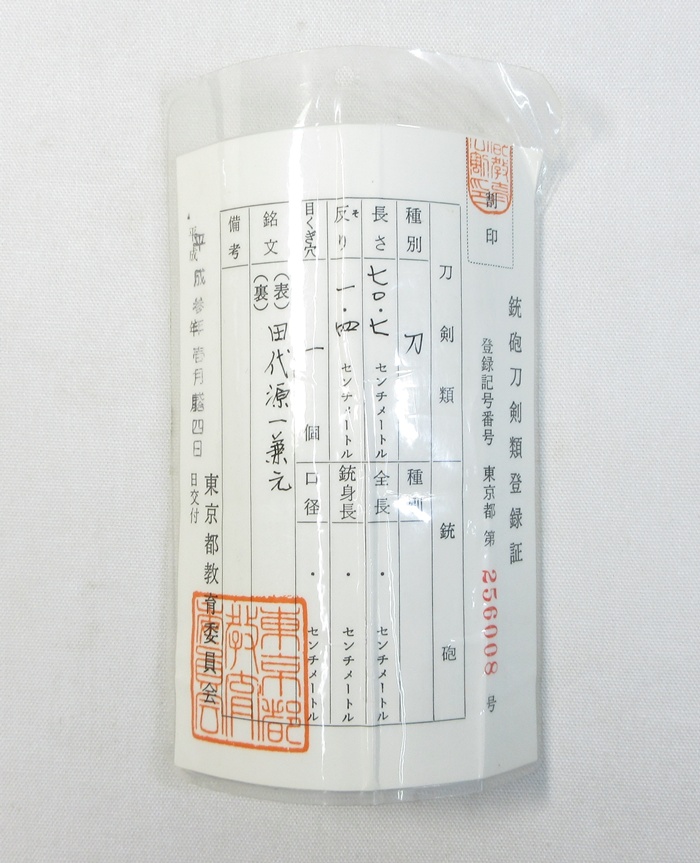 銃砲刀剣類登録証
割印
登録記号番号 東京都 第 256008 号
刀剣類
種別 刀
長さ 七〇・七 センチメートル
反り そ 一・四 センチメートル
目くぎ穴 一 個
銘文 (表) 田代源一兼元
(裏)
備考
銃砲
種別
全長 ・ センチメートル
銃身長 ・ センチメートル
口径 ・ センチメートル
平成参年壱月 四日
日交付
東京都教育委員会